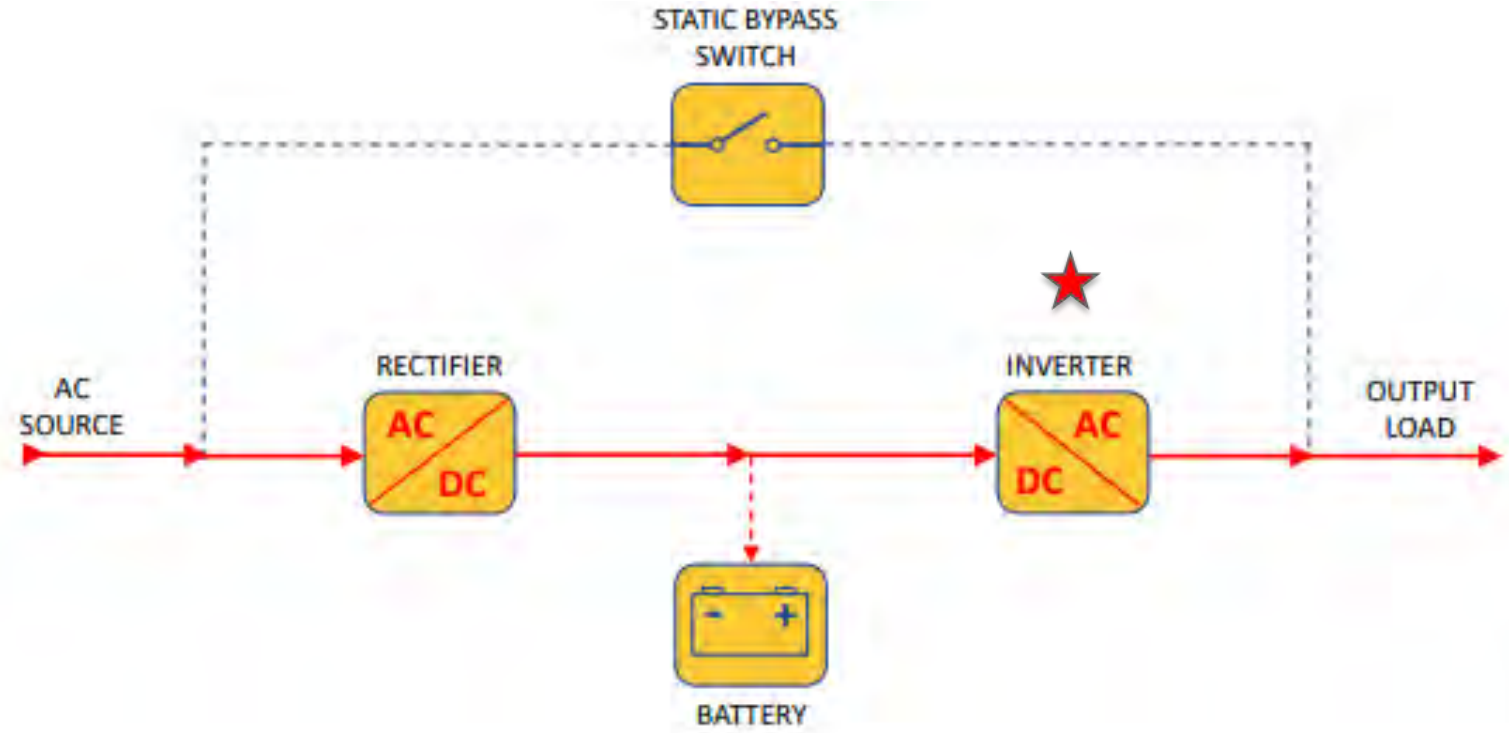 STATIC BYPASS
SWITCH
RECTIFIER
INVERTER
AC
SOURCE
AC
DC
AC
DC
OUTPUT
LOAD
- +
BATTERY